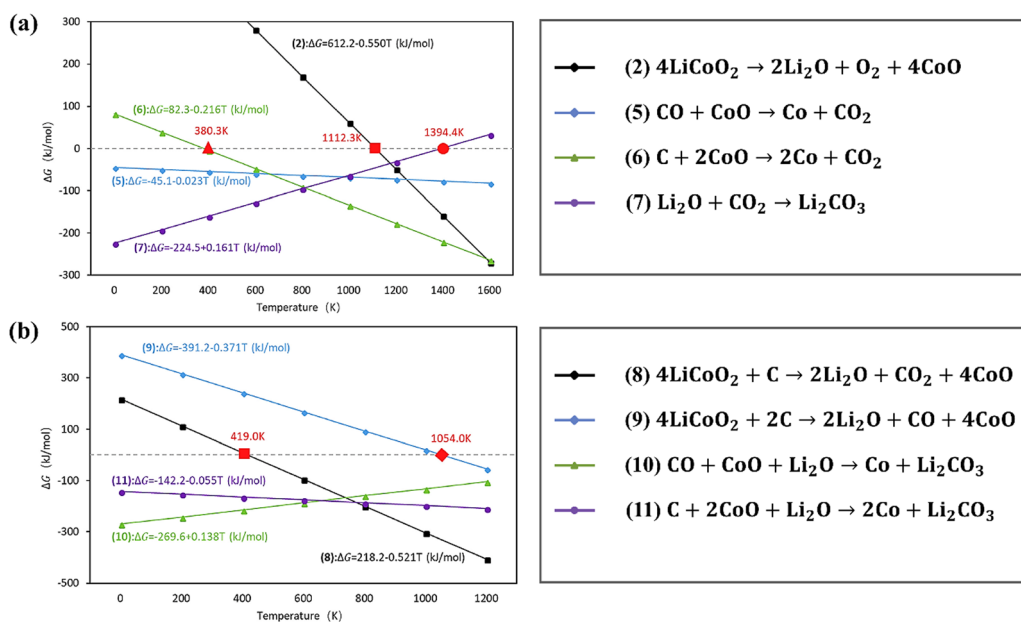 (a)
300
200
100
0
-100
-200
-300
ΔG (kJ/mol)
(2):ΔG=612.2-0.550T (kJ/mol)
(6):ΔG=82.3-0.216T (kJ/mol)
380.3K
1112.3K
1394.4K
(5):ΔG=-45.1-0.023T (kJ/mol)
(7):ΔG=-224.5+0.161T (kJ/mol)
0 200 400 600 800 1000 1200 1400 1600
Temperature (K)
(2) 4LiCoO₂ → 2Li₂O + O₂ + 4CoO
(5) CO + CoO → Co + CO₂
(6) C + 2CoO → 2Co + CO₂
(7) Li₂O + CO₂ → Li₂CO₃
(b)
500
300
100
-100
-300
-500
ΔG (kJ/mol)
(9):ΔG=-391.2-0.371T (kJ/mol)
419.0K
1054.0K
(11):ΔG=-142.2-0.055T (kJ/mol)
(10):ΔG=-269.6+0.138T (kJ/mol)
(8):ΔG=218.2-0.521T (kJ/mol)
0 200 400 600 800 1000 1200
Temperature (K)
(8) 4LiCoO₂ + C → 2Li₂O + CO₂ + 4CoO
(9) 4LiCoO₂ + 2C → 2Li₂O + CO + 4CoO
(10) CO + CoO + Li₂O → Co + Li₂CO₃
(11) C + 2CoO + Li₂O → 2Co + Li₂CO₃